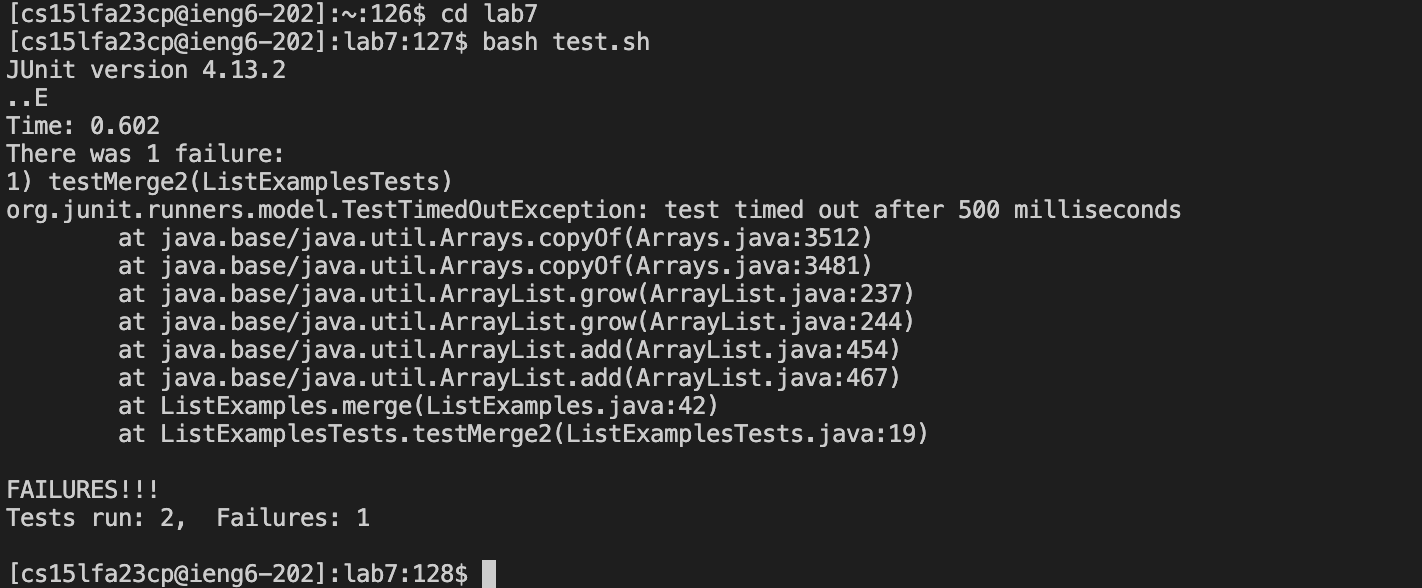 [cs15lfa23cp@ieng6-202]:~:126$ cd lab7
[cs15lfa23cp@ieng6-202]:lab7:127$ bash test.sh
JUnit version 4.13.2
..E
Time: 0.602
There was 1 failure:
1) testMerge2(ListExamplesTests)
org.junit.runners.model.TestTimedOutException: test timed out after 500 milliseconds
        at java.base/java.util.Arrays.copyOf(Arrays.java:3512)
        at java.base/java.util.Arrays.copyOf(Arrays.java:3481)
        at java.base/java.util.ArrayList.grow(ArrayList.java:237)
        at java.base/java.util.ArrayList.grow(ArrayList.java:244)
        at java.base/java.util.ArrayList.add(ArrayList.java:454)
        at java.base/java.util.ArrayList.add(ArrayList.java:467)
        at ListExamples.merge(ListExamples.java:42)
        at ListExamplesTests.testMerge2(ListExamplesTests.java:19)

FAILURES!!!
Tests run: 2,  Failures: 1

[cs15lfa23cp@ieng6-202]:lab7:128$